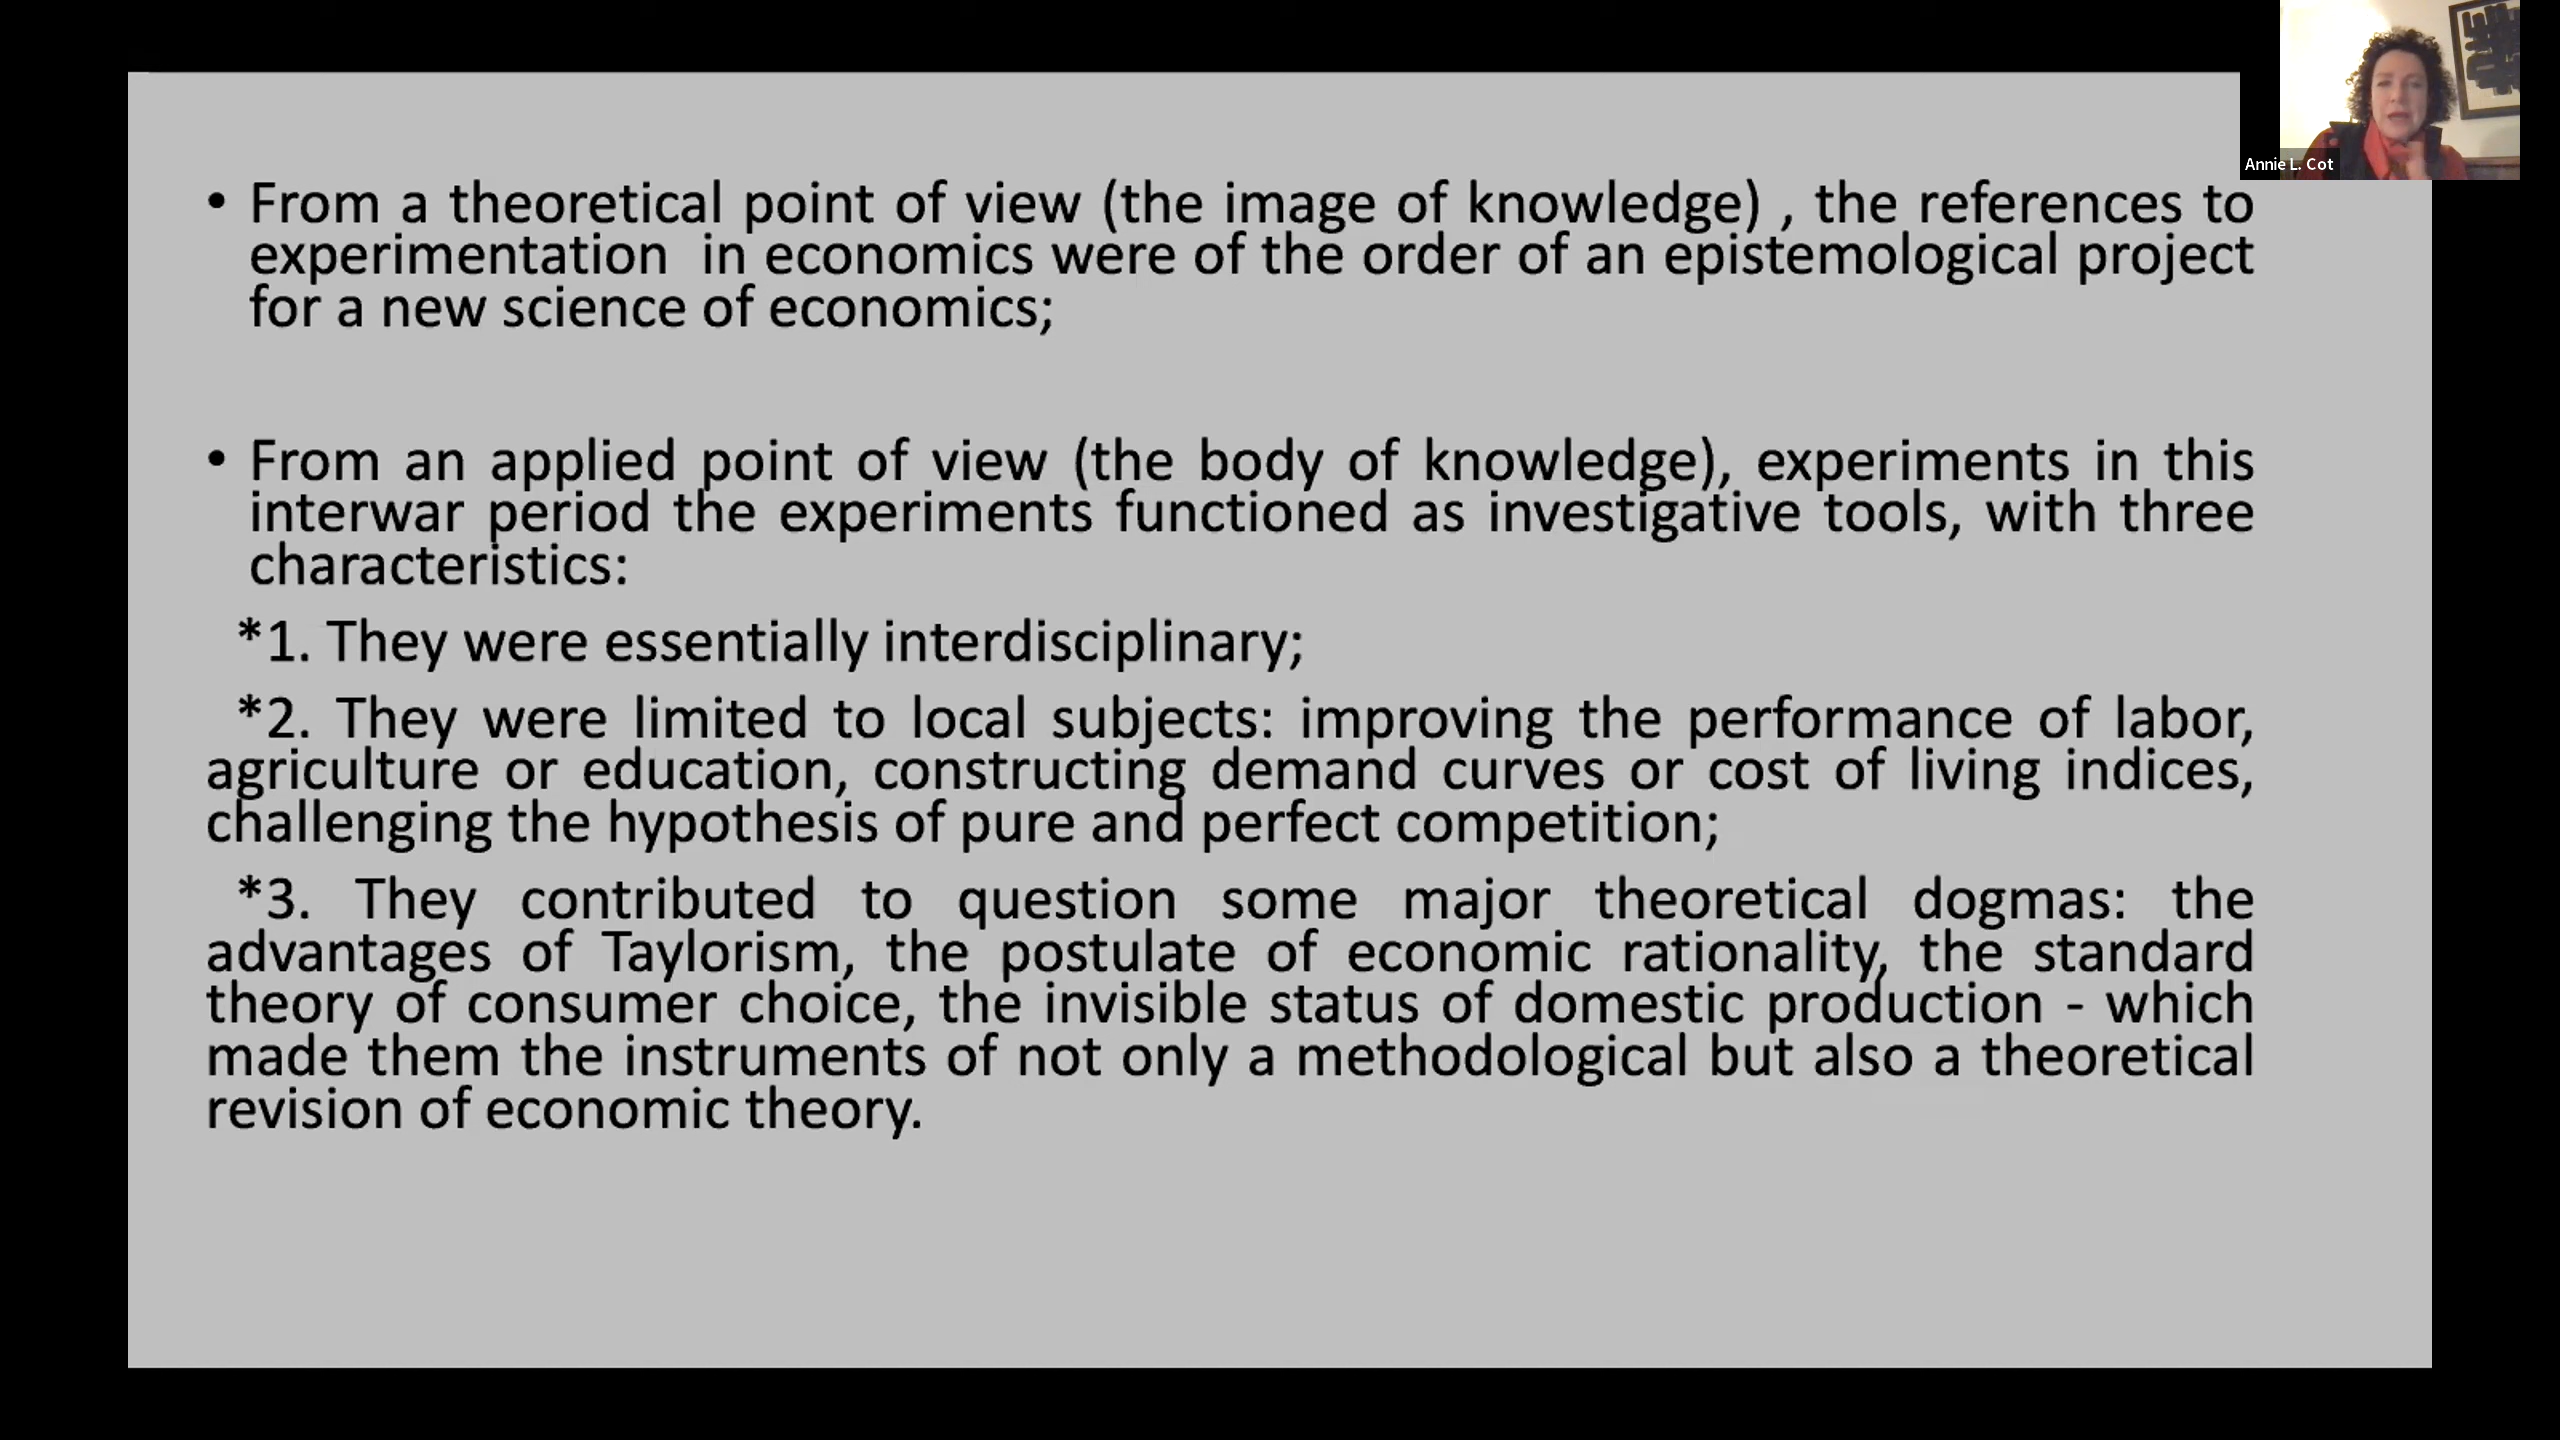 Annie L. Cot
• From a theoretical point of view (the image of knowledge) , the references to
experimentation  in economics were of the order of an epistemological project
for a new science of economics;
• From an applied point of view (the body of knowledge), experiments in this
interwar period the experiments functioned as investigative tools, with three
characteristics:
*1. They were essentially interdisciplinary;
*2. They were limited to local subjects: improving the performance of labor,
agriculture or education, constructing demand curves or cost of living indices,
challenging the hypothesis of pure and perfect competition;
*3. They contributed to question some major theoretical dogmas: the
advantages of Taylorism, the postulate of economic rationality, the standard
theory of consumer choice, the invisible status of domestic production - which
made them the instruments of not only a methodological but also a theoretical
revision of economic theory.